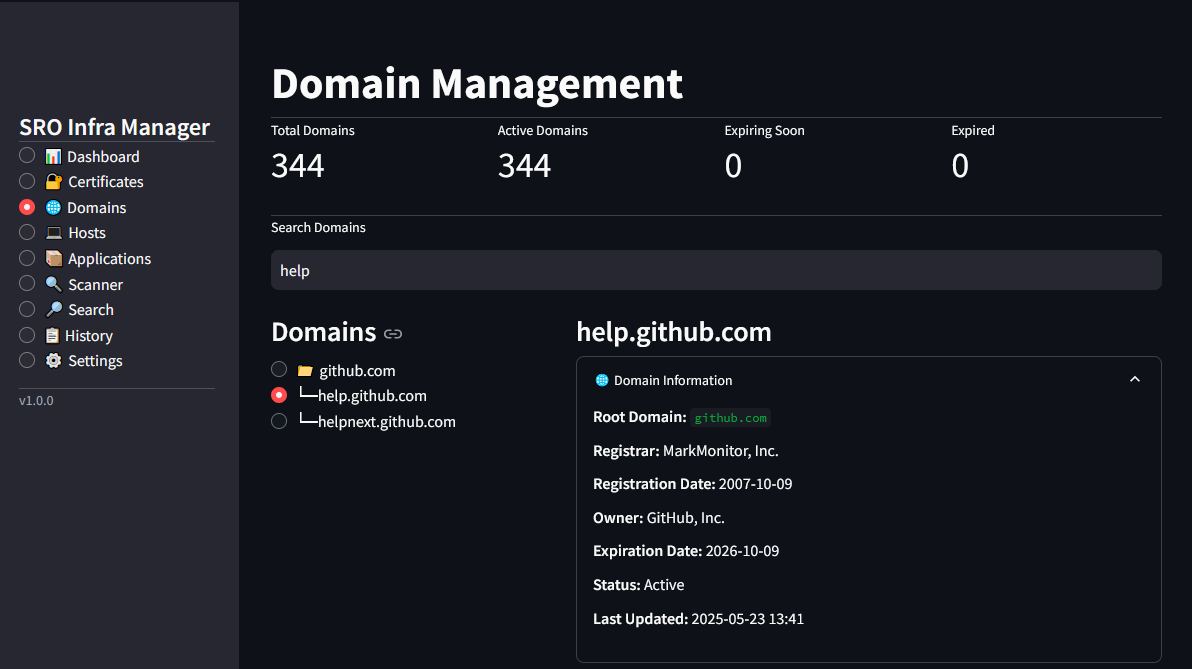 SRO Infra Manager
Dashboard
Certificates
Domains
Hosts
Applications
Scanner
Search
History
Settings
v1.0.0
Domain Management
Total Domains
344
Active Domains
344
Expiring Soon
0
Expired
0
Search Domains
help
Domains
github.com
└─help.github.com
└─helpnext.github.com
help.github.com
Domain Information
Root Domain: github.com
Registrar: MarkMonitor, Inc.
Registration Date: 2007-10-09
Owner: GitHub, Inc.
Expiration Date: 2026-10-09
Status: Active
Last Updated: 2025-05-23 13:41